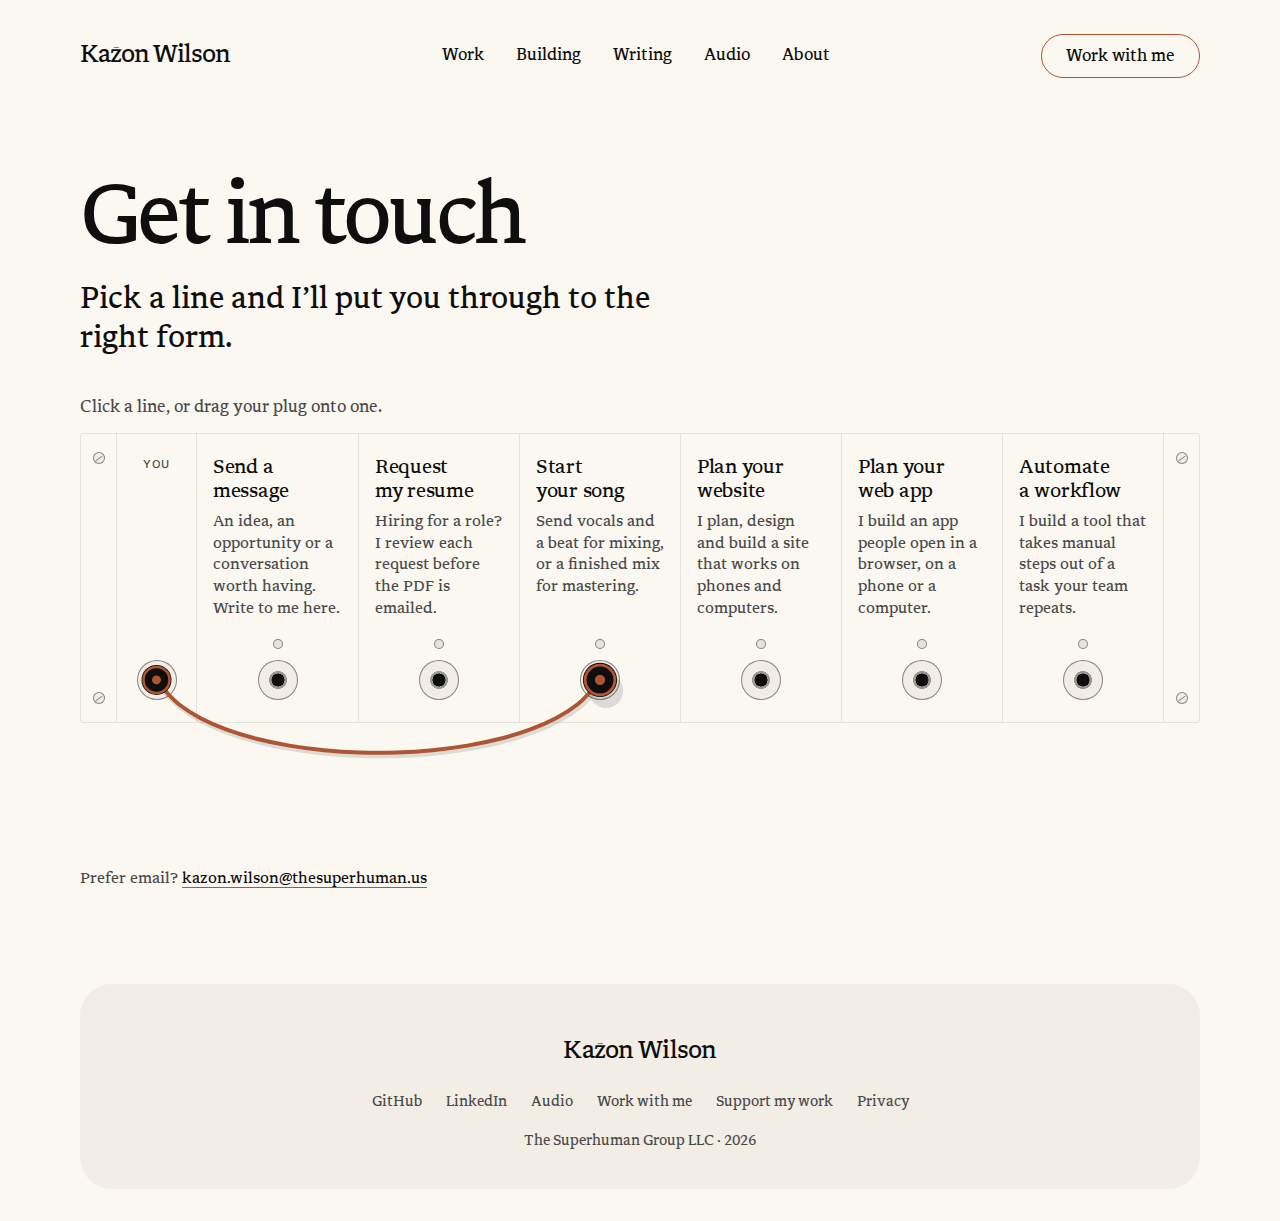 Każon Wilson
Work Building Writing Audio About
Work with me
Get in touch
Pick a line and I’ll put you through to the
right form.
Click a line, or drag your plug onto one.
YOU
Send a
message
An idea, an
opportunity or a
conversation
worth having.
Write to me here.
Request
my resume
Hiring for a role?
I review each
request before
the PDF is
emailed.
Start
your song
Send vocals and
a beat for mixing,
or a finished mix
for mastering.
Plan your
website
I plan, design
and build a site
that works on
phones and
computers.
Plan your
web app
I build an app
people open in a
browser, on a
phone or a
computer.
Automate
a workflow
I build a tool that
takes manual
steps out of a
task your team
repeats.
Prefer email? kazon.wilson@thesuperhuman.us
Każon Wilson
GitHub LinkedIn Audio Work with me Support my work Privacy
The Superhuman Group LLC · 2026